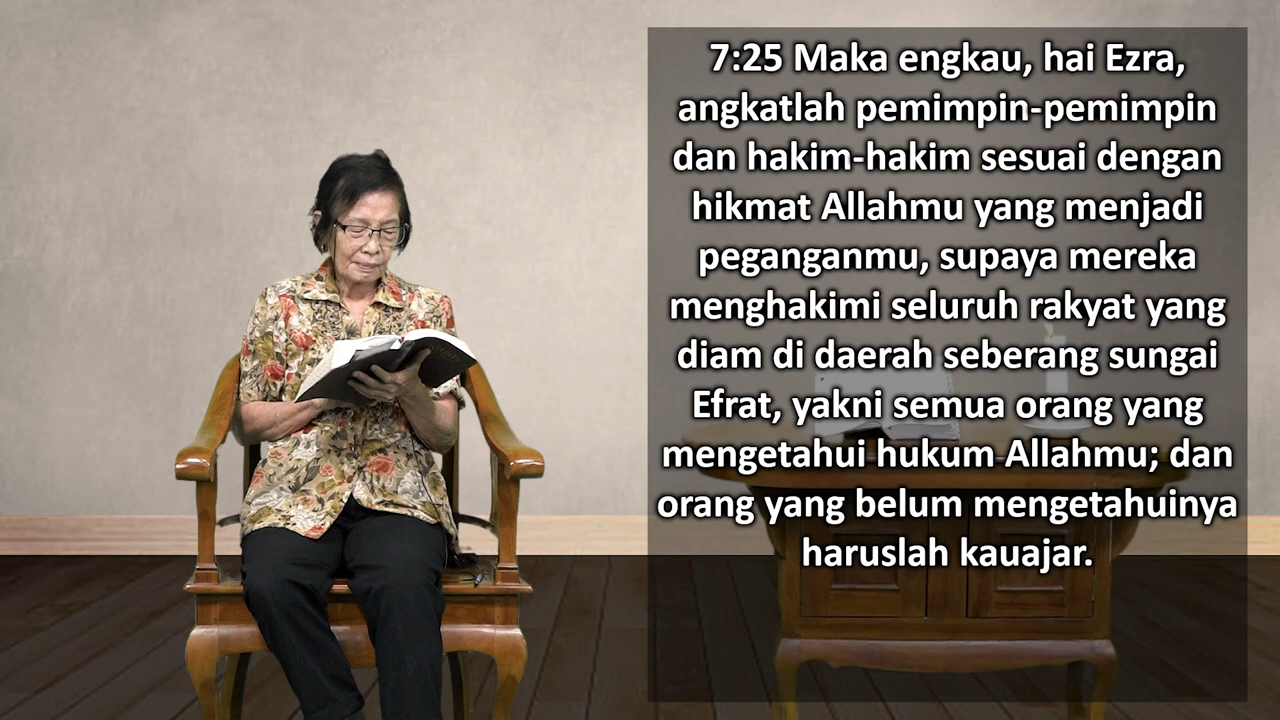 7:25 Maka engkau, hai Ezra,
angkatlah pemimpin-pemimpin
dan hakim-hakim sesuai dengan
hikmat Allahmu yang menjadi
peganganmu, supaya mereka
menghakimi seluruh rakyat yang
diam di daerah seberang sungai
Efrat, yakni semua orang yang
mengetahui hukum Allahmu; dan
orang yang belum mengetahuinya
haruslah kauajar.